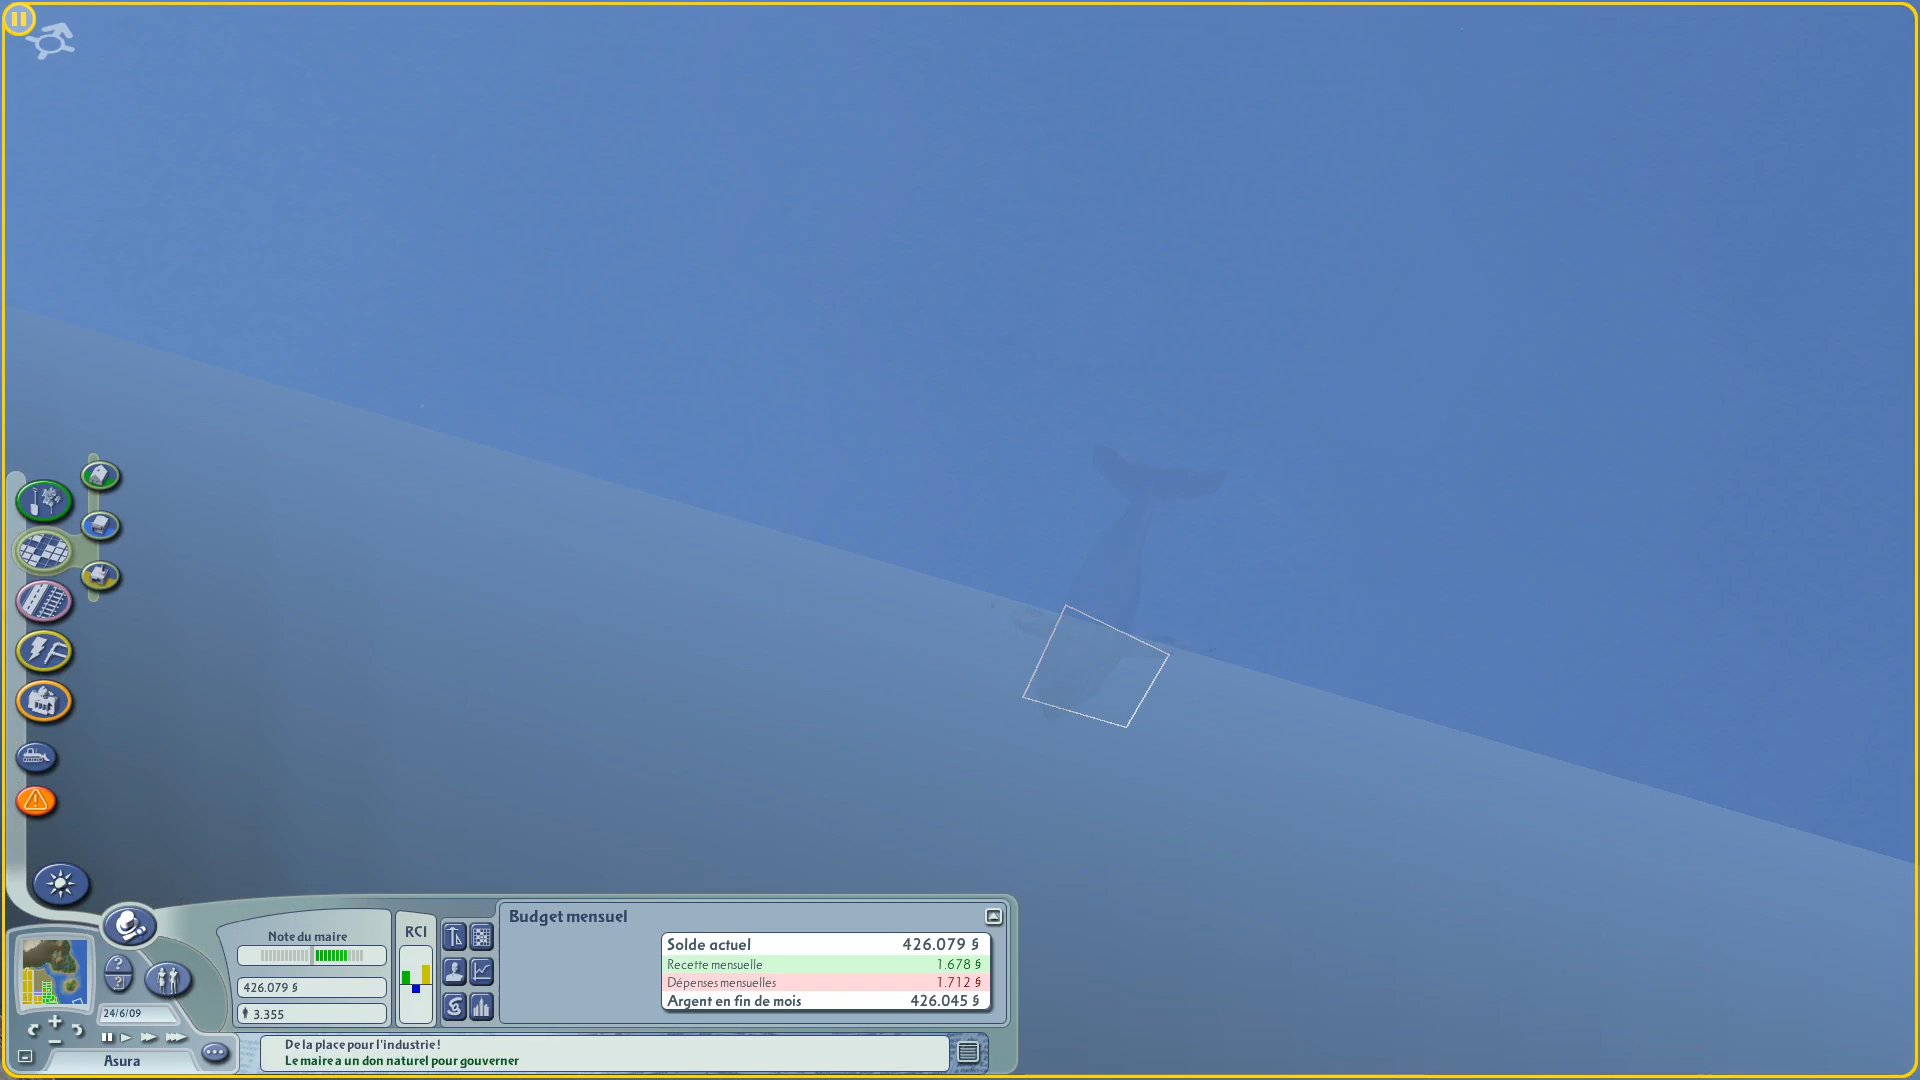 Note du maire
426.079 §
3.355
RCI
Budget mensuel
Solde actuel 426.079 §
Recette mensuelle 1.678 §
Dépenses mensuelles 1.712 §
Argent en fin de mois 426.045 §
24/6/09
Asura
De la place pour l'industrie !
Le maire a un don naturel pour gouverner